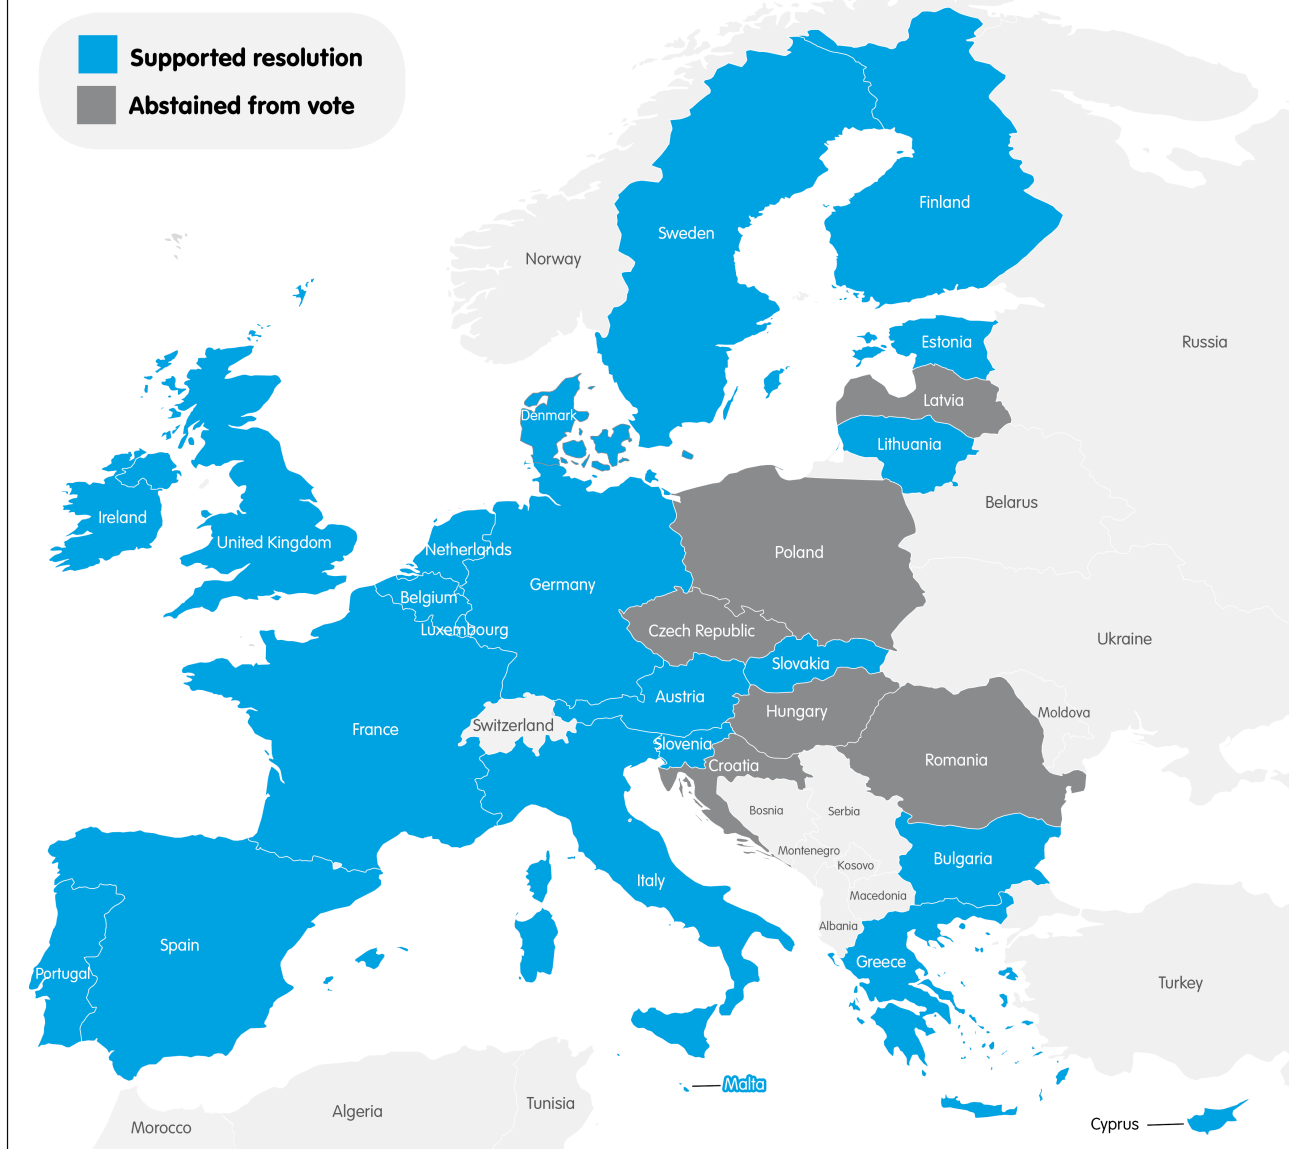 Supported resolution
Abstained from vote
Finland
Sweden
Norway
Russia
Estonia
Latvia
Denmark
Lithuania
Belarus
Ireland
United Kingdom
Netherlands
Poland
Germany
Belgium
Luxembourg
Czech Republic
Ukraine
Slovakia
Austria
Hungary
Moldova
Switzerland
France
Slovenia
Croatia
Romania
Bosnia
Serbia
Montenegro
Kosovo
Bulgaria
Italy
Macedonia
Albania
Spain
Greece
Portugal
Turkey
Malta
Tunisia
Algeria
Morocco
Cyprus